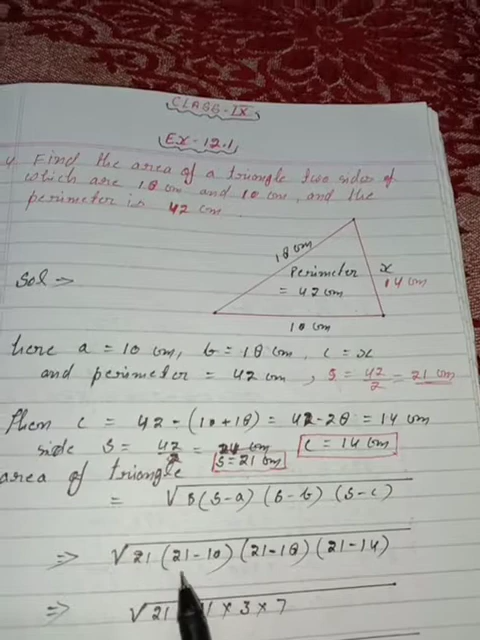 CLASS-IX
EX-12.1
4. Find the area of a triangle two sides of
which are 18 cm and 10 cm, and the
perimeter is 42 cm
18 cm
Sol ⇒
Perimeter
= 42 cm
x
14 cm
10 cm
here a = 10 cm, b = 18 cm, c = x
and perimeter = 42 cm, S = 42/2 = 21 cm
Then c = 42 - (10+18) = 42-28 = 14 cm
side S = 42/2 = c = 14 cm
S = 21 cm
area of triangle
= √S(S-a) (S-b) (S-c)
⇒ √21 (21-10) (21-18) (21-14)
⇒ √21 × 3 × 7